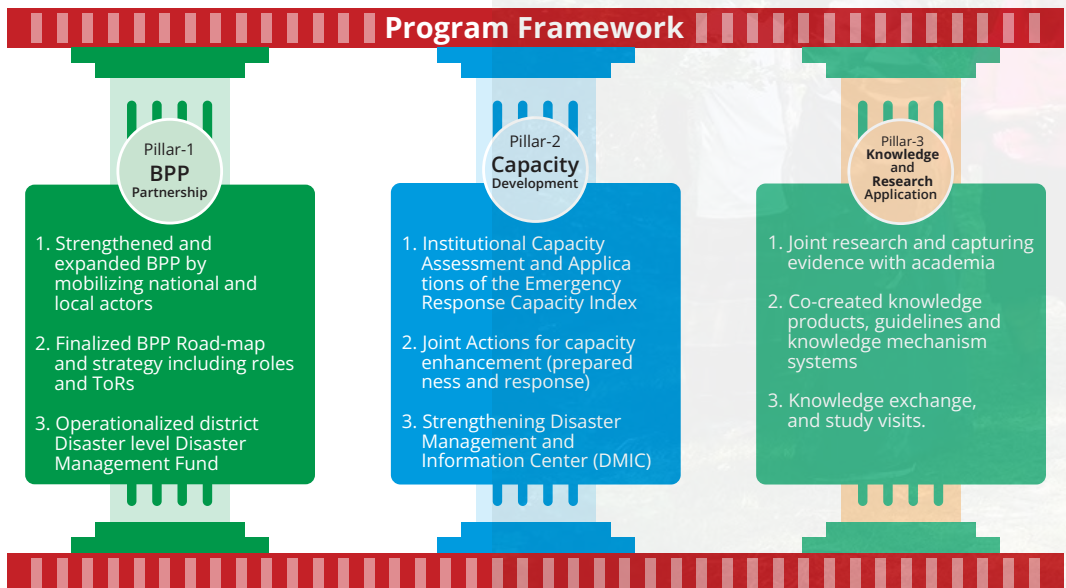 Program Framework
Pillar-1
BPP
Partnership
1. Strengthened and
expanded BPP by
mobilizing national and
local actors
2. Finalized BPP Road-map
and strategy including roles
and ToRs
3. Operationalized district
Disaster level Disaster
Management Fund
Pillar-2
Capacity
Development
1. Institutional Capacity
Assessment and Applica
tions of the Emergency
Response Capacity Index
2. Joint Actions for capacity
enhancement (prepared
ness and response)
3. Strengthening Disaster
Management and
Information Center (DMIC)
Pillar-3
Knowledge
and
Research
Application
1. Joint research and capturing
evidence with academia
2. Co-created knowledge
products, guidelines and
knowledge mechanism
systems
3. Knowledge exchange,
and study visits.